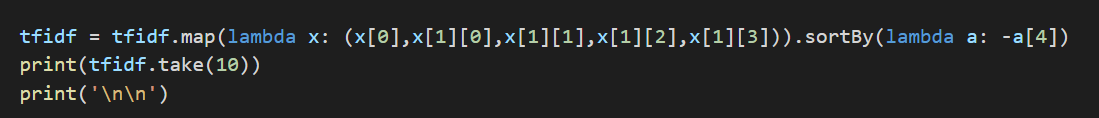 tfidf = tfidf.map(lambda x: (x[0],x[1][0],x[1][1],x[1][2],x[1][3])).sortBy(lambda a: -a[4])
print(tfidf.take(10))
print('\n\n')